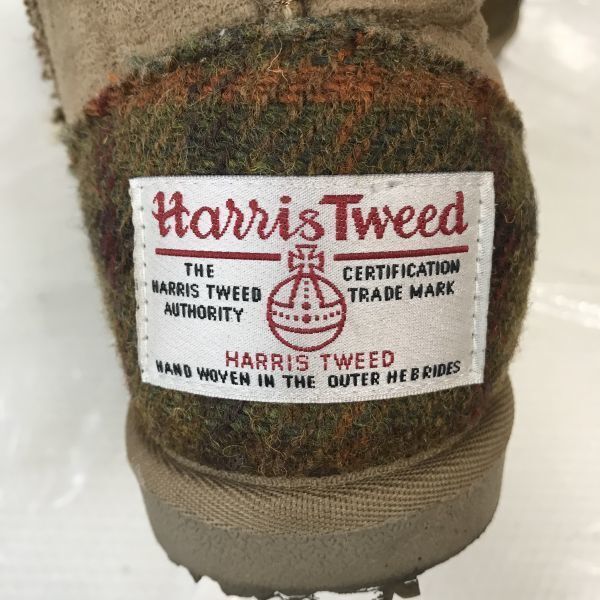 Harris Tweed
THE
HARRIS TWEED
AUTHORITY
CERTIFICATION
TRADE MARK
HARRIS TWEED
HAND WOVEN IN THE OUTER HEBRIDES